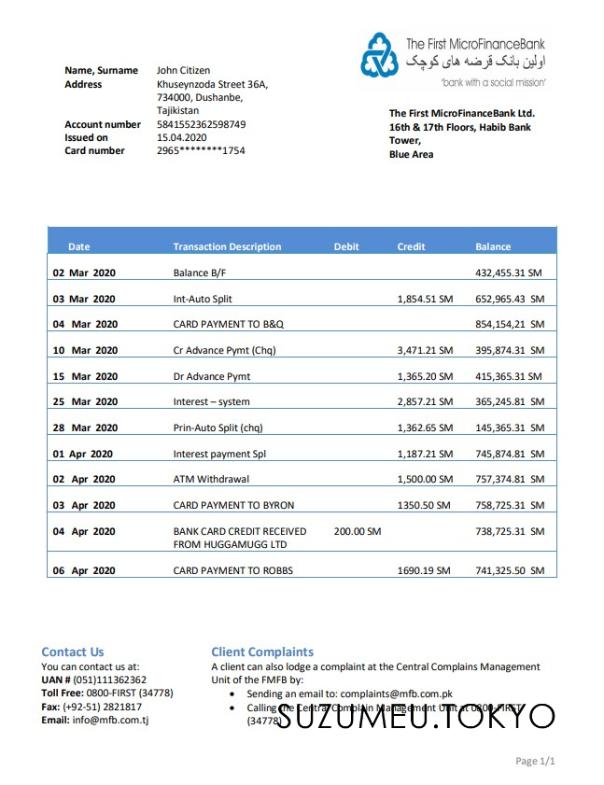 The First MicroFinanceBank
اولین بانک قرضه های کوچک
"bank with a social mission"
Name, Surname John Citizen
Address Khuseynzoda Street 36A,
734000, Dushanbe,
Tajikistan
Account number 5841552362598749
Issued on 15.04.2020
Card number 2965********1754
The First MicroFinanceBank Ltd.
16th & 17th Floors, Habib Bank
Tower,
Blue Area
Date Transaction Description Debit Credit Balance
02 Mar 2020 Balance B/F 432,455.31 SM
03 Mar 2020 Int-Auto Split 1,854.51 SM 652,965.43 SM
04 Mar 2020 CARD PAYMENT TO B&Q 854,154,21 SM
10 Mar 2020 Cr Advance Pymt (Chq) 3,471.21 SM 395,874.31 SM
15 Mar 2020 Dr Advance Pymt 1,365.20 SM 415,365.31 SM
25 Mar 2020 Interest – system 2,857.21 SM 365,245.81 SM
28 Mar 2020 Prin-Auto Split (chq) 1,362.65 SM 145,365.31 SM
01 Apr 2020 Interest payment Spl 1,187.21 SM 745,874.81 SM
02 Apr 2020 ATM Withdrawal 1,500.00 SM 757,374.81 SM
03 Apr 2020 CARD PAYMENT TO BYRON 1350.50 SM 758,725.31 SM
04 Apr 2020 BANK CARD CREDIT RECEIVED 200.00 SM 738,725.31 SM
FROM HUGGAMUGG LTD
06 Apr 2020 CARD PAYMENT TO ROBBS 1690.19 SM 741,325.50 SM
Contact Us
You can contact us at:
UAN # (051)111362362
Toll Free: 0800-FIRST (34778)
Fax: (+92-51) 2821817
Email: info@mfb.com.tj
Client Complaints
A client can also lodge a complaint at the Central Complains Management
Unit of the FMFB by:
• Sending an email to: complaints@mfb.com.pk
• Calling the Central Complain Management Unit at 0800-FIRST
(34778)
SUZUMEU.TOKYO
Page 1/1